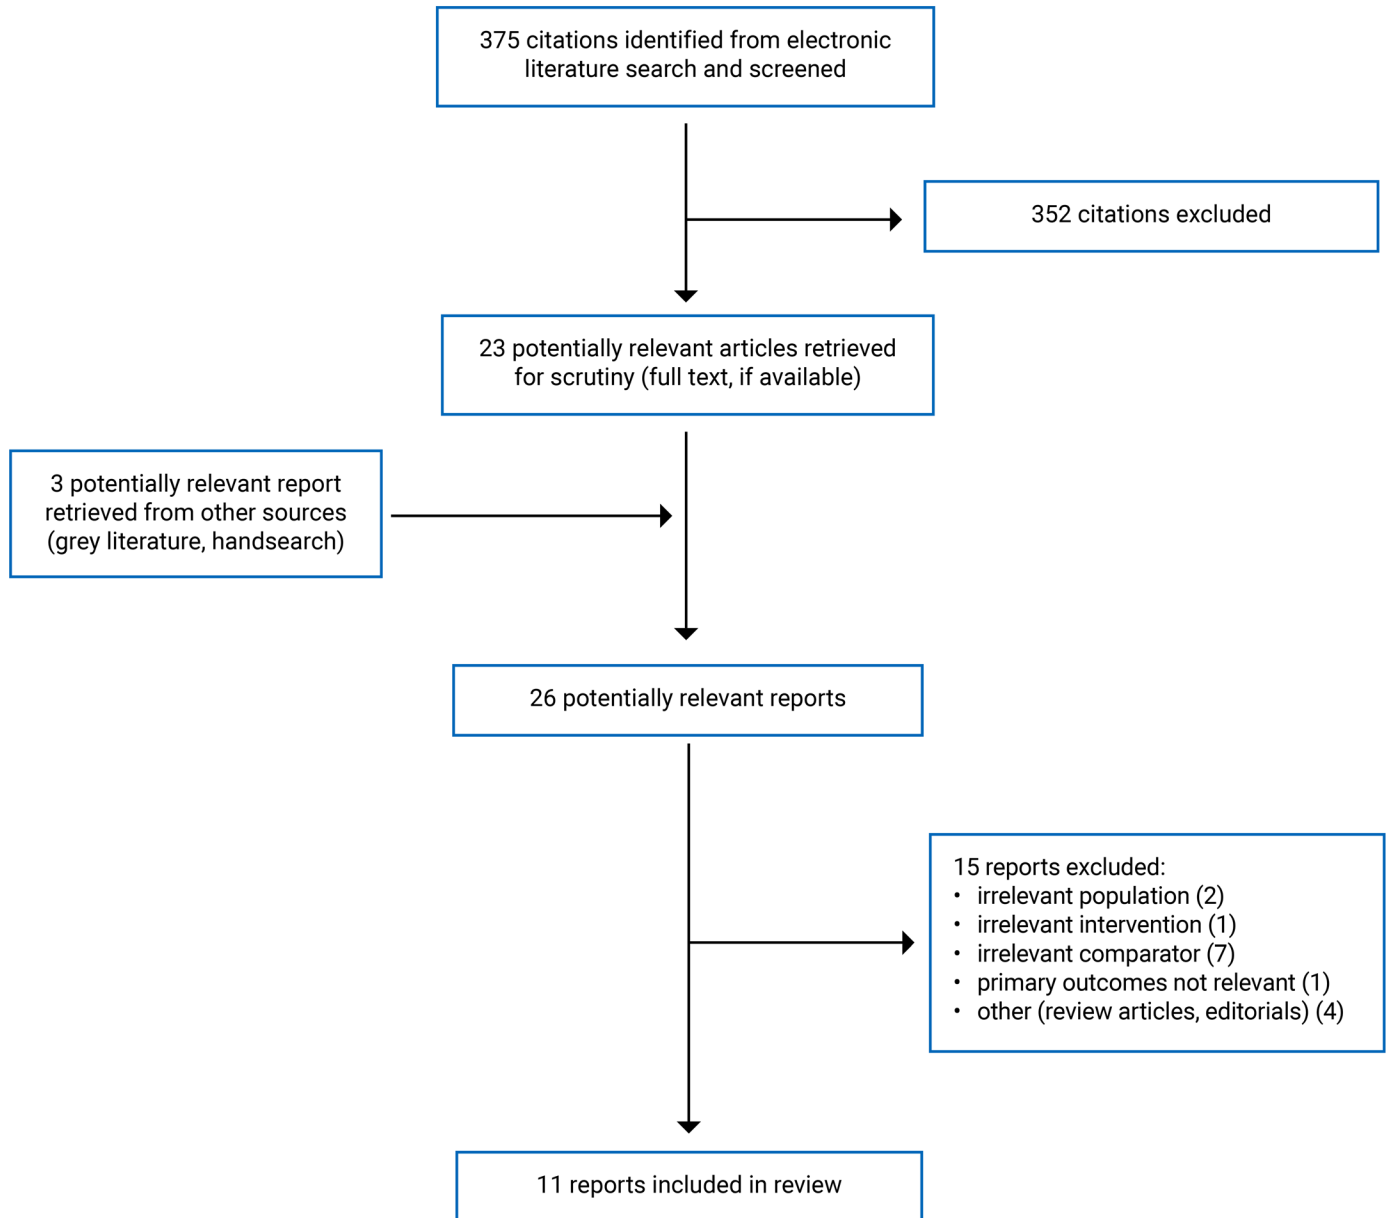 375 citations identified from electronic
literature search and screened
352 citations excluded
23 potentially relevant articles retrieved
for scrutiny (full text, if available)
3 potentially relevant report
retrieved from other sources
(grey literature, handsearch)
26 potentially relevant reports
15 reports excluded:
• irrelevant population (2)
• irrelevant intervention (1)
• irrelevant comparator (7)
• primary outcomes not relevant (1)
• other (review articles, editorials) (4)
11 reports included in review